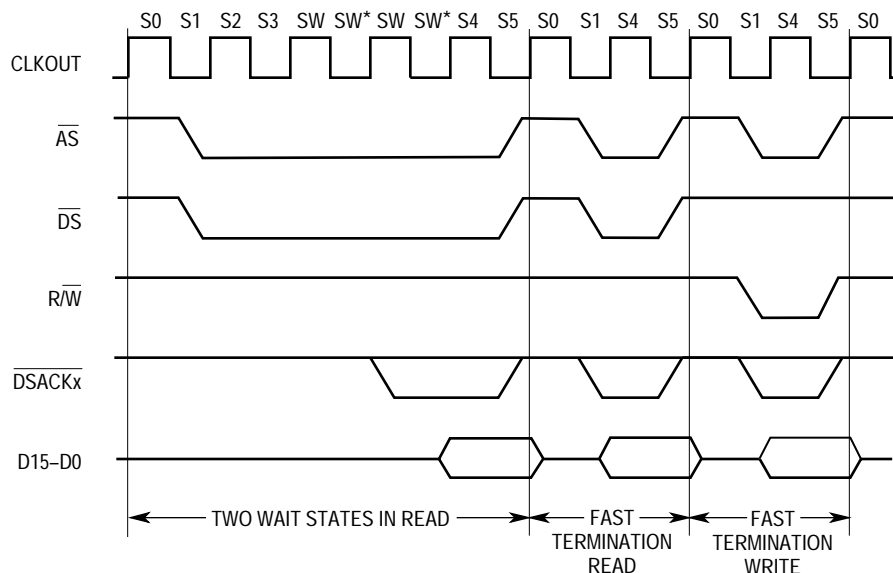 S0 S1 S2 S3 SW SW* SW SW* S4 S5 S0 S1 S4 S5 S0 S1 S4 S5 S0
CLKOUT
AS
DS
R/W
DSACKx
D15–D0
TWO WAIT STATES IN READ
FAST
TERMINATION
READ
FAST
TERMINATION
WRITE